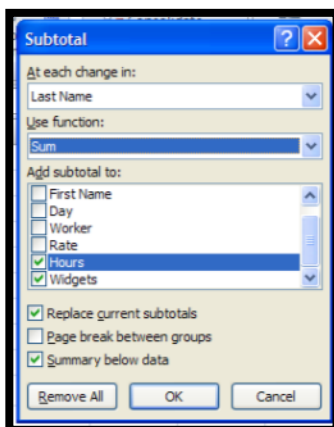 Subtotal
At each change in:
Last Name
Use function:
Sum
Add subtotal to:
First Name
Day
Worker
Rate
Hours
Widgets
Replace current subtotals
Page break between groups
Summary below data
Remove All OK Cancel